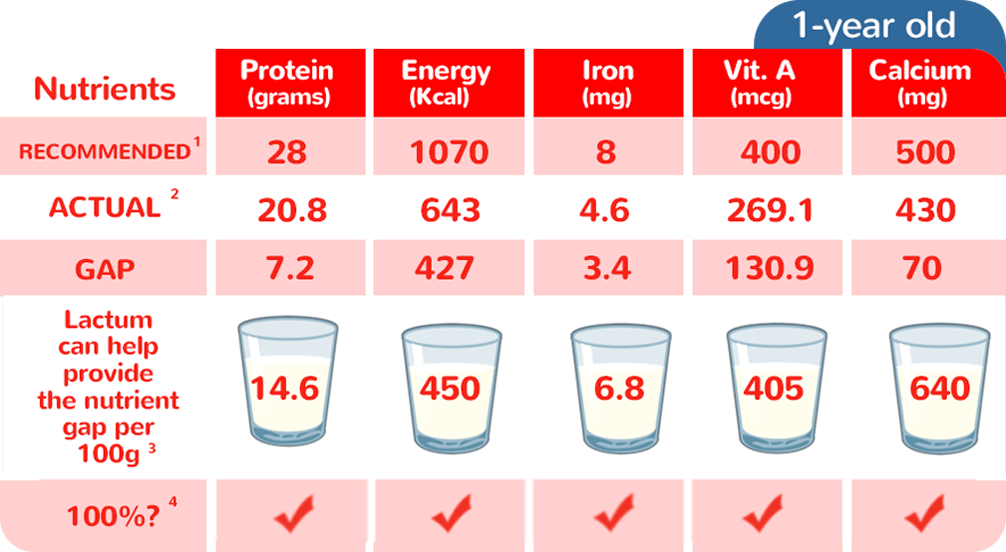 1-year old
Nutrients
Protein (grams)
Energy (Kcal)
Iron (mg)
Vit. A (mcg)
Calcium (mg)
RECOMMENDED¹ 28 1070 8 400 500
ACTUAL ² 20.8 643 4.6 269.1 430
GAP 7.2 427 3.4 130.9 70
Lactum
can help
provide
the nutrient
gap per
100g ³
14.6 450 6.8 405 640
100%? ⁴